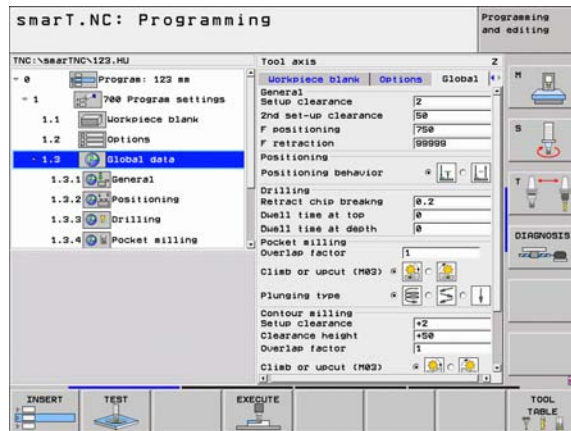 smarT.NC: Programming
Programming and editing
TNC:\smarTNC\123.HU
Tool axis Z
0 Program: 123 mm
1 700 Program settings
1.1 Workpiece blank
1.2 Options
1.3 Global data
1.3.1 General
1.3.2 Positioning
1.3.3 Drilling
1.3.4 Pocket milling
Workpiece blank Options Global
General
Setup clearance 2
2nd set-up clearance 50
F positioning 750
F retraction 99999
Positioning
Positioning behavior
Drilling
Retract chip breakng 0.2
Dwell time at top 0
Dwell time at depth 0
Pocket milling
Overlap factor 1
Climb or upcut (M03)
Plunging type
Contour milling
Setup clearance +2
Clearance height +50
Overlap factor 1
Climb or upcut (M03)
M
S
T
DIAGNOSIS
INSERT
TEST
EXECUTE
TOOL TABLE